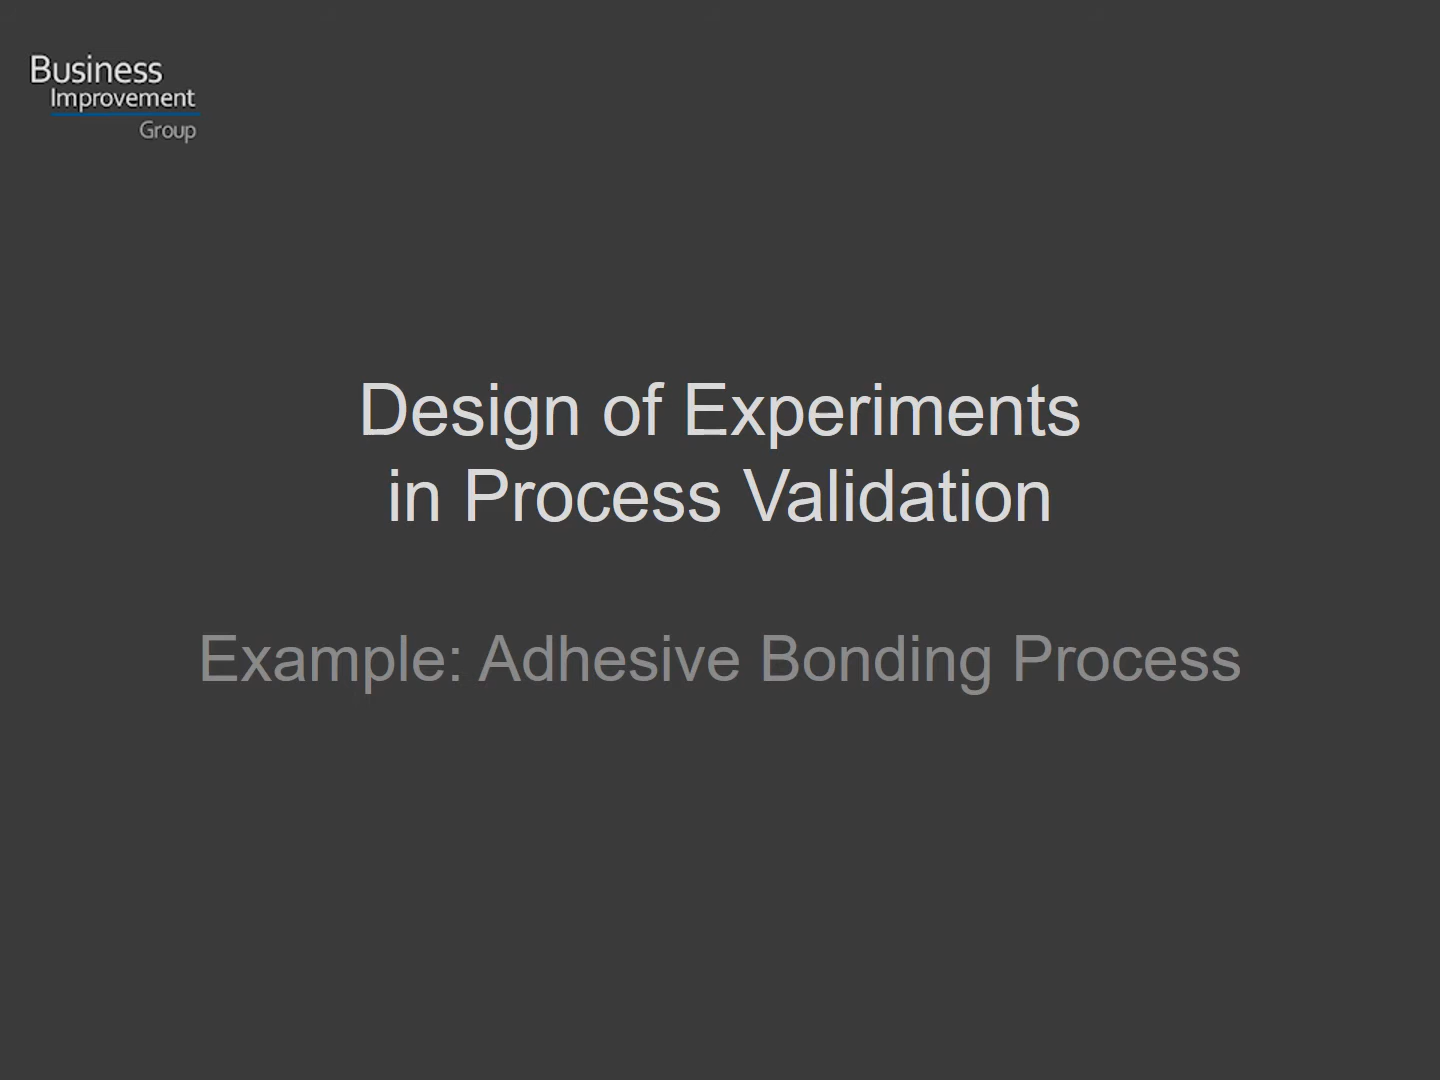 Business
Improvement
Group
Design of Experiments
in Process Validation
Example: Adhesive Bonding Process